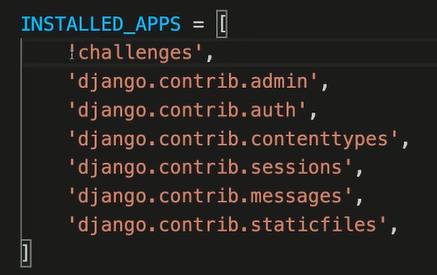 INSTALLED_APPS = [
'challenges',
'django.contrib.admin',
'django.contrib.auth',
'django.contrib.contenttypes',
'django.contrib.sessions',
'django.contrib.messages',
'django.contrib.staticfiles',
]